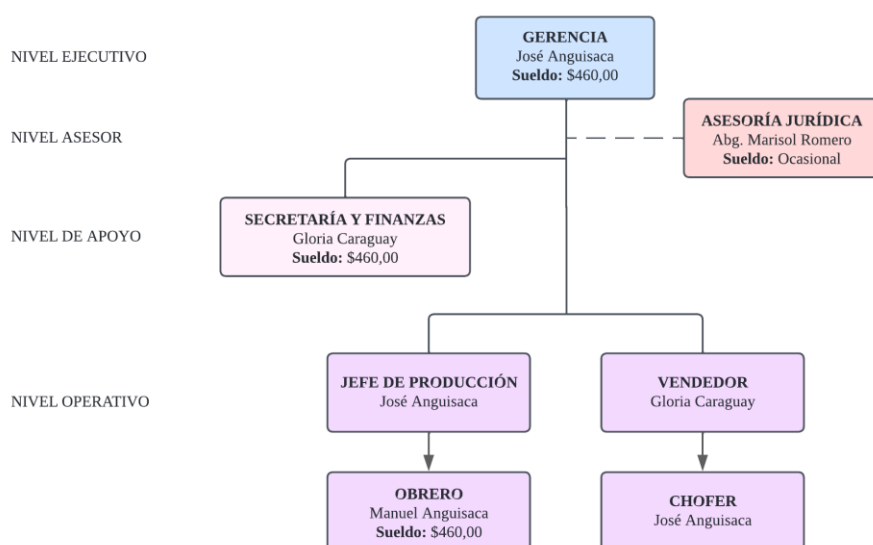 NIVEL EJECUTIVO
GERENCIA
José Anguisaca
Sueldo: $460,00
NIVEL ASESOR
ASESORÍA JURÍDICA
Abg. Marisol Romero
Sueldo: Ocasional
NIVEL DE APOYO
SECRETARÍA Y FINANZAS
Gloria Caraguay
Sueldo: $460,00
NIVEL OPERATIVO
JEFE DE PRODUCCIÓN
José Anguisaca
VENDEDOR
Gloria Caraguay
OBRERO
Manuel Anguisaca
Sueldo: $460,00
CHOFER
José Anguisaca